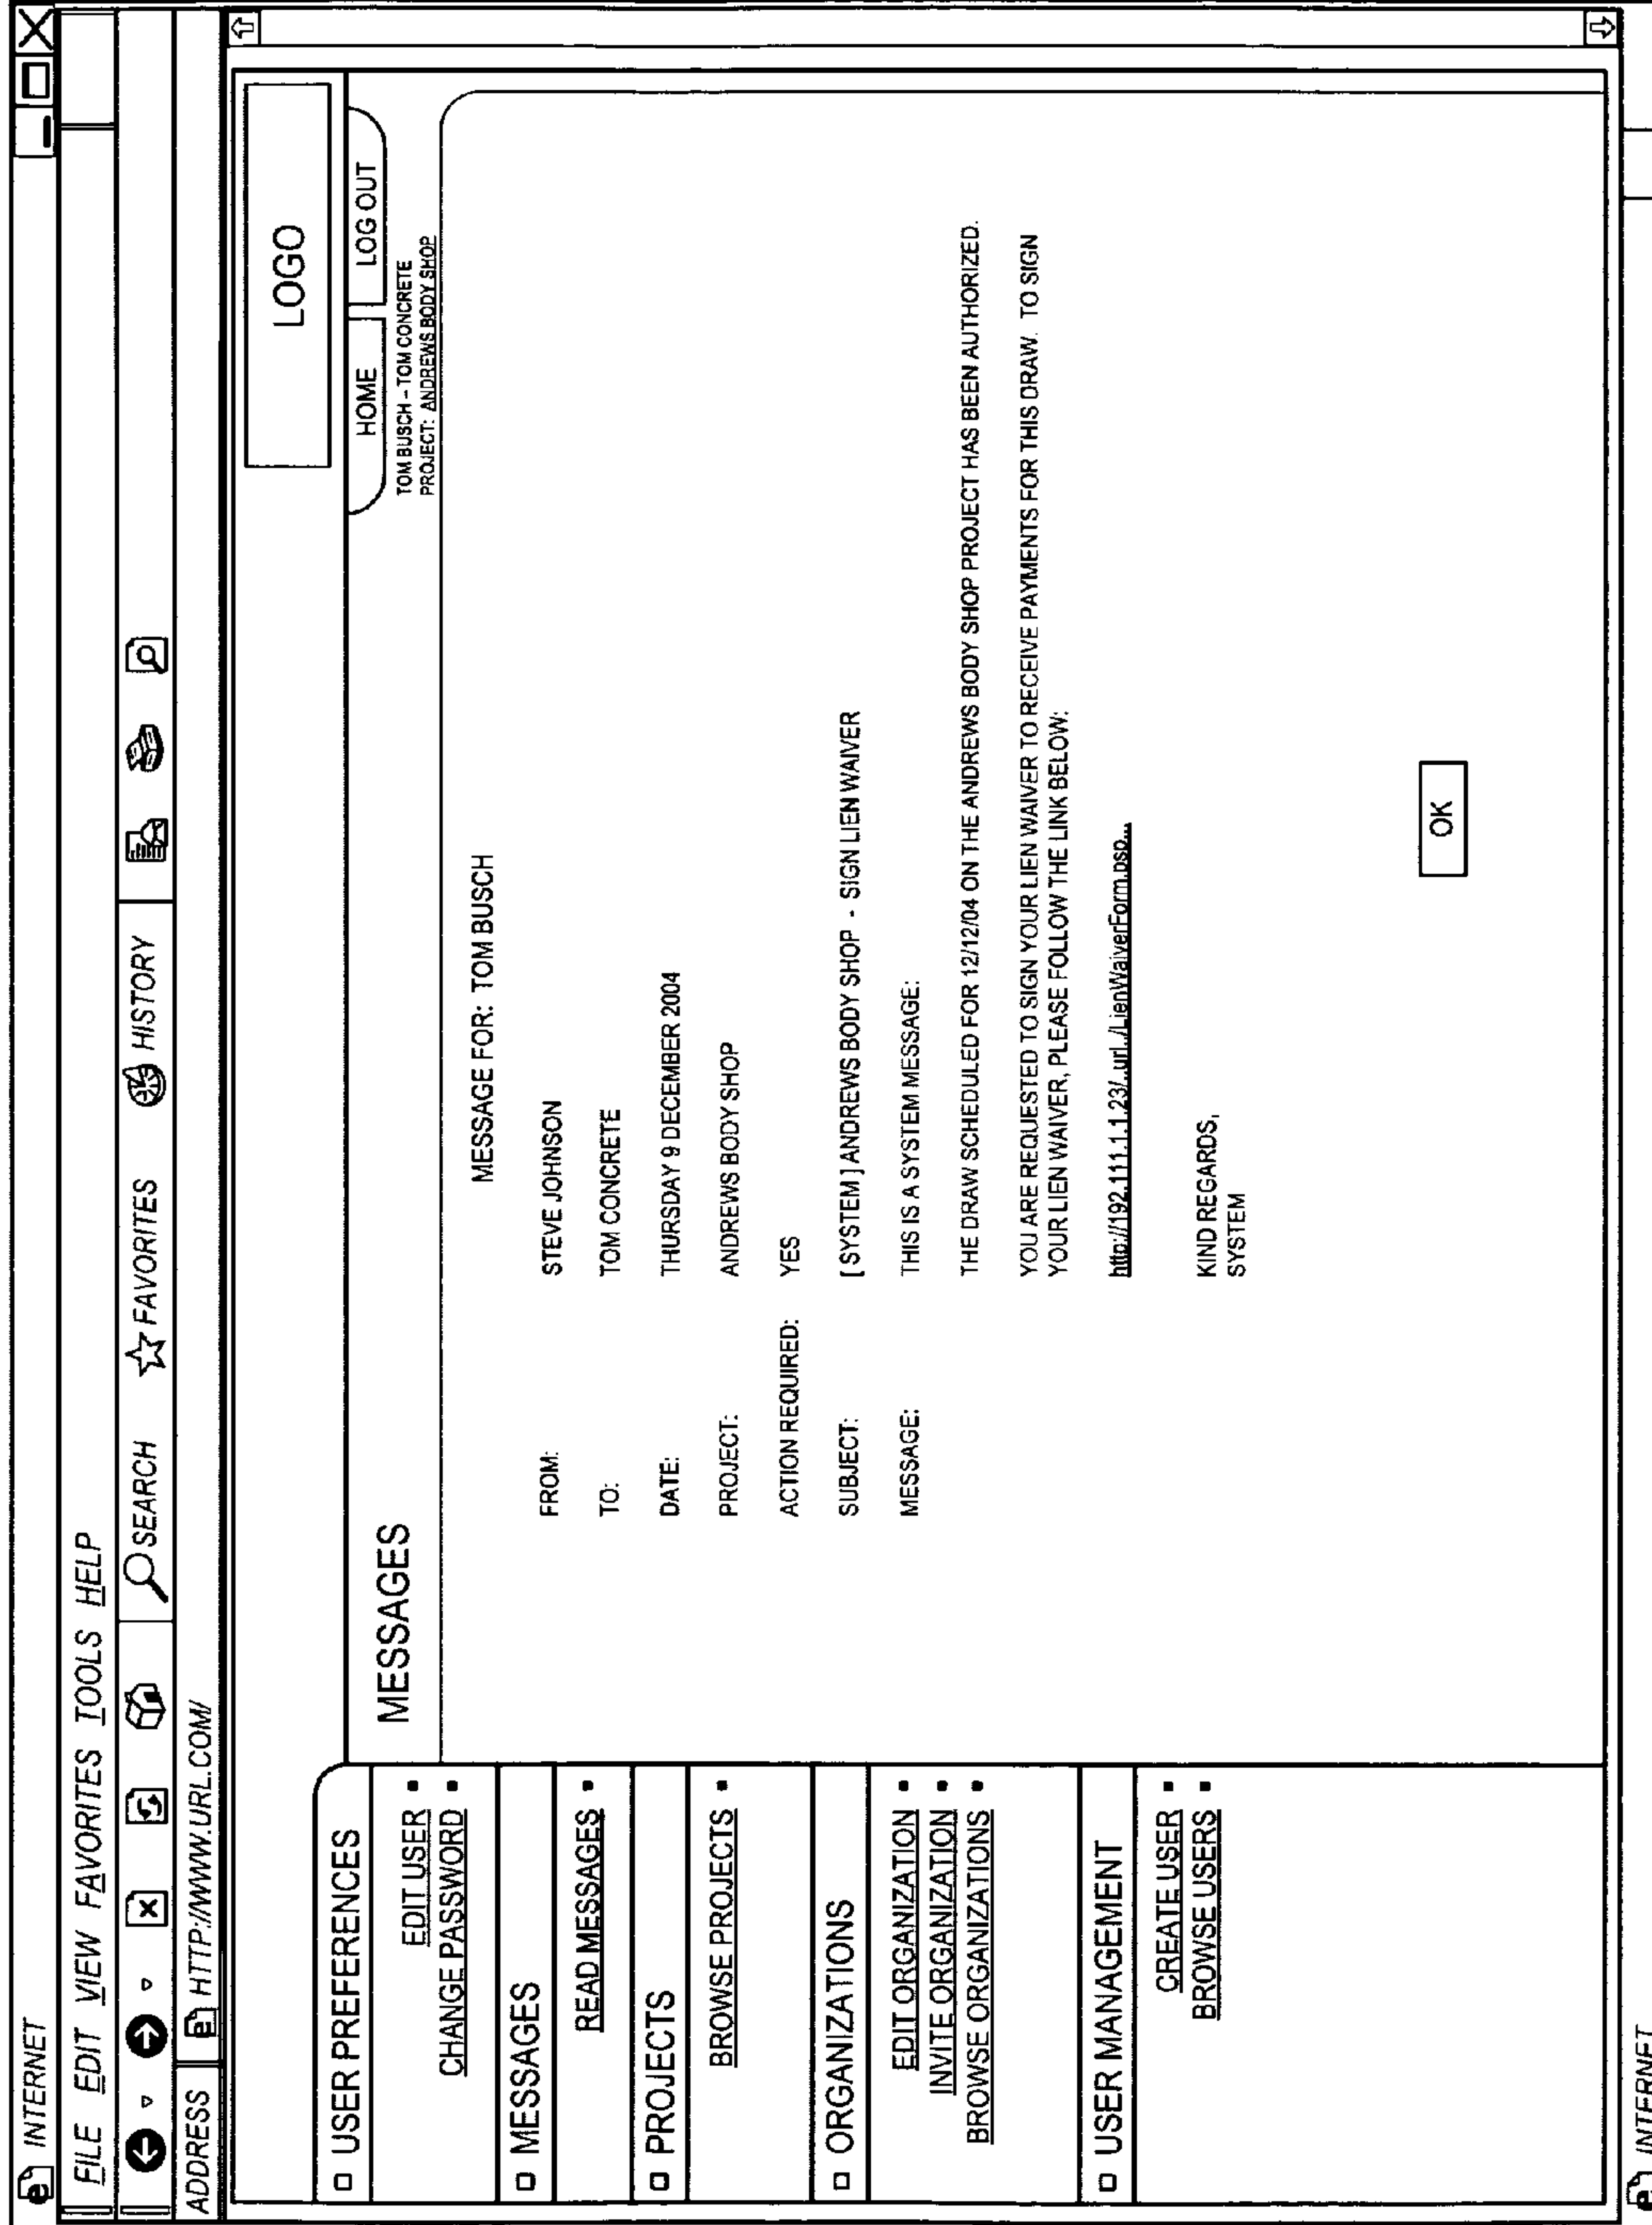 INTERNET
FILE EDIT VIEW FAVORITES TOOLS HELP
SEARCH FAVORITES HISTORY
ADDRESS HTTP://WWW.URL.COM/
LOGO
HOME LOG OUT
TOM BUSCH – TOM CONCRETE
PROJECT: ANDREWS BODY SHOP
USER PREFERENCES
EDIT USER
CHANGE PASSWORD
MESSAGES
READ MESSAGES
PROJECTS
BROWSE PROJECTS
ORGANIZATIONS
EDIT ORGANIZATION
INVITE ORGANIZATION
BROWSE ORGANIZATIONS
USER MANAGEMENT
CREATE USER
BROWSE USERS
MESSAGES
MESSAGE FOR: TOM BUSCH
FROM: STEVE JOHNSON
TO: TOM CONCRETE
DATE: THURSDAY 9 DECEMBER 2004
PROJECT: ANDREWS BODY SHOP
ACTION REQUIRED: YES
SUBJECT: [SYSTEM] ANDREWS BODY SHOP - SIGN LIEN WAIVER
MESSAGE: THIS IS A SYSTEM MESSAGE:
THE DRAW SCHEDULED FOR 12/12/04 ON THE ANDREWS BODY SHOP PROJECT HAS BEEN AUTHORIZED.
YOU ARE REQUESTED TO SIGN YOUR LIEN WAIVER TO RECEIVE PAYMENTS FOR THIS DRAW. TO SIGN
YOUR LIEN WAIVER, PLEASE FOLLOW THE LINK BELOW:
http://192.111.1.1.23/..url../LienWaiverForm.psp...
KIND REGARDS,
SYSTEM
OK
INTERNET